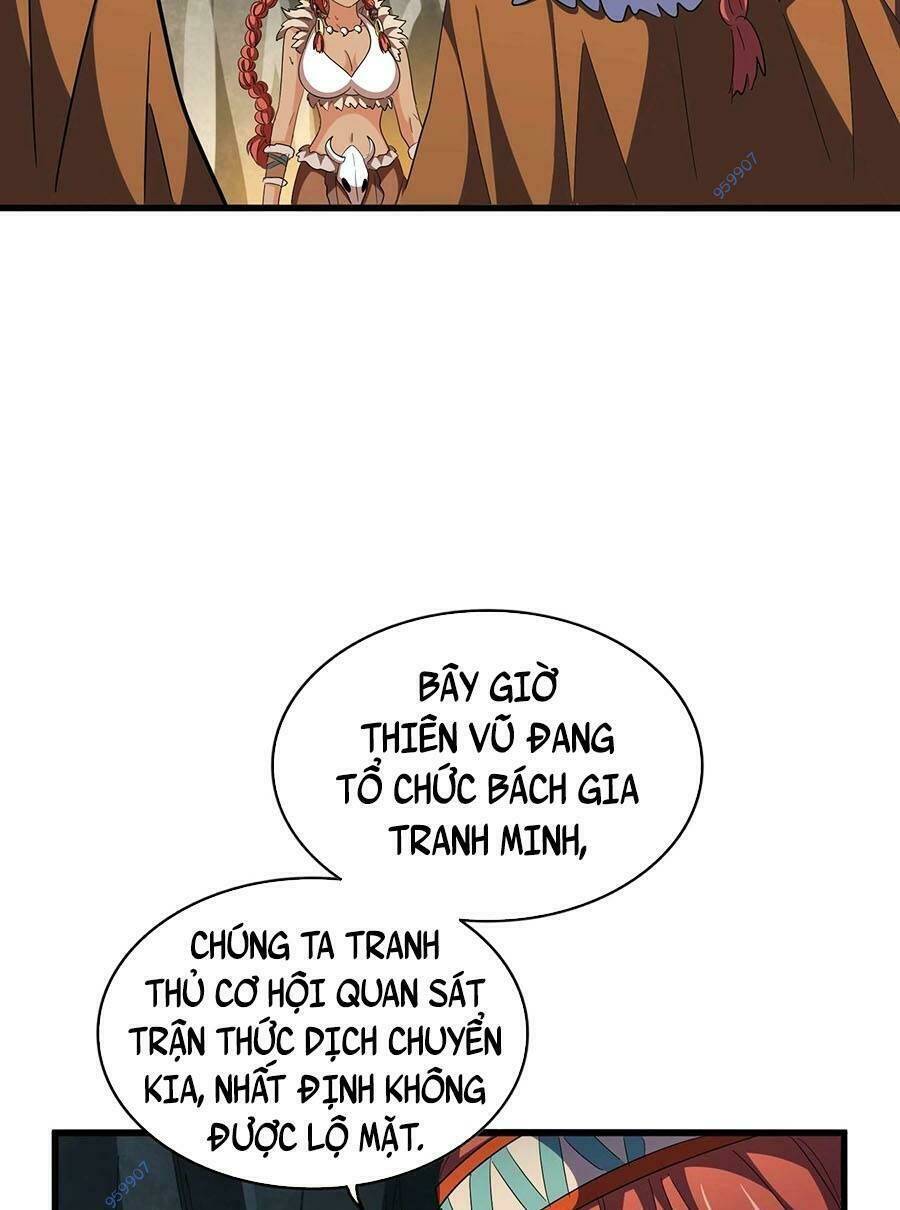 959907
BÂY GIỜ
THIÊN VŨ ĐANG
TỔ CHỨC BÁCH GIA
TRANH MINH,
CHÚNG TA TRANH
THỦ CƠ HỘI QUAN SÁT
TRẬN THỨC DỊCH CHUYỂN
KIA, NHẤT ĐỊNH KHÔNG
ĐƯỢC LỘ MẶT.
959907